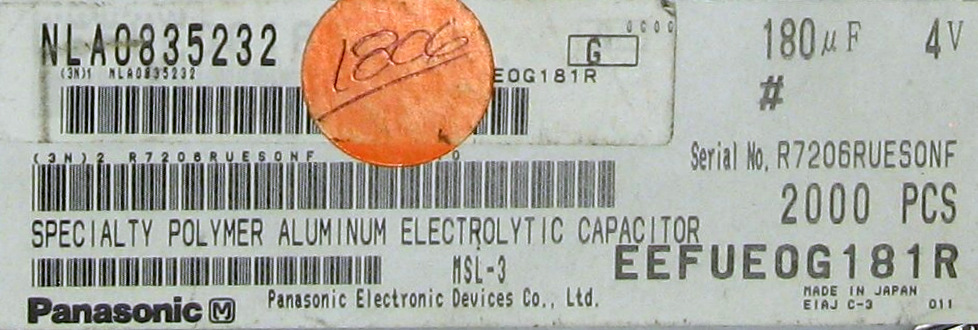 NLA0835232
(3N)1 NLA0835232
1806
G
EOG181R
180μF 4V
#
(3N)2 R7206RUESONF
Serial No. R7206RUESONF
2000 PCS
SPECIALTY POLYMER ALUMINUM ELECTROLYTIC CAPACITOR
MSL-3
EEFUEOG181R
Panasonic M
Panasonic Electronic Devices Co., Ltd.
MADE IN JAPAN
EIAJ C-3 011